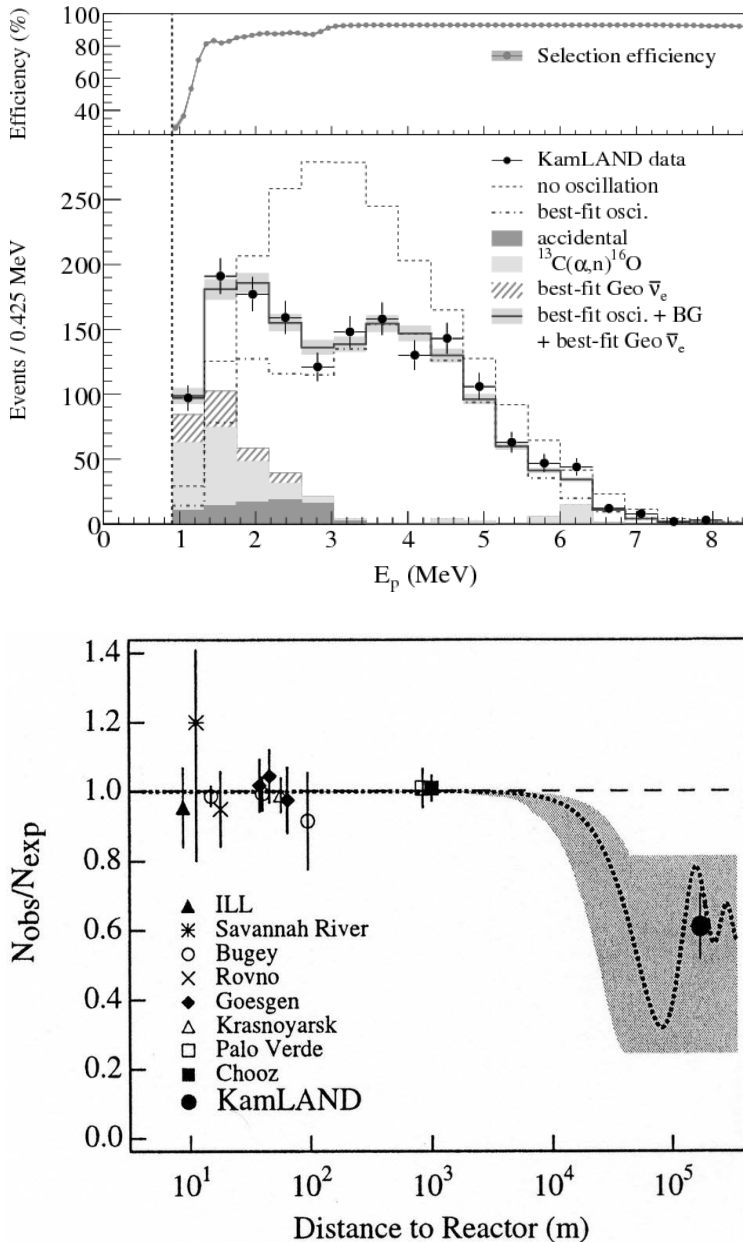 Efficiency (%)
100
80
60
40
Selection efficiency
Events / 0.425 MeV
250
200
150
100
50
0
KamLAND data
no oscillation
best-fit osci.
accidental
¹³C(α,n)¹⁶O
best-fit Geo ν̅ₑ
best-fit osci. + BG
+ best-fit Geo ν̅ₑ
0 1 2 3 4 5 6 7 8
Eₚ (MeV)
Nobs/Nexp
1.4
1.2
1.0
0.8
0.6
0.4
0.2
0.0
ILL
Savannah River
Bugey
Rovno
Goesgen
Krasnoyarsk
Palo Verde
Chooz
KamLAND
10¹ 10² 10³ 10⁴ 10⁵
Distance to Reactor (m)